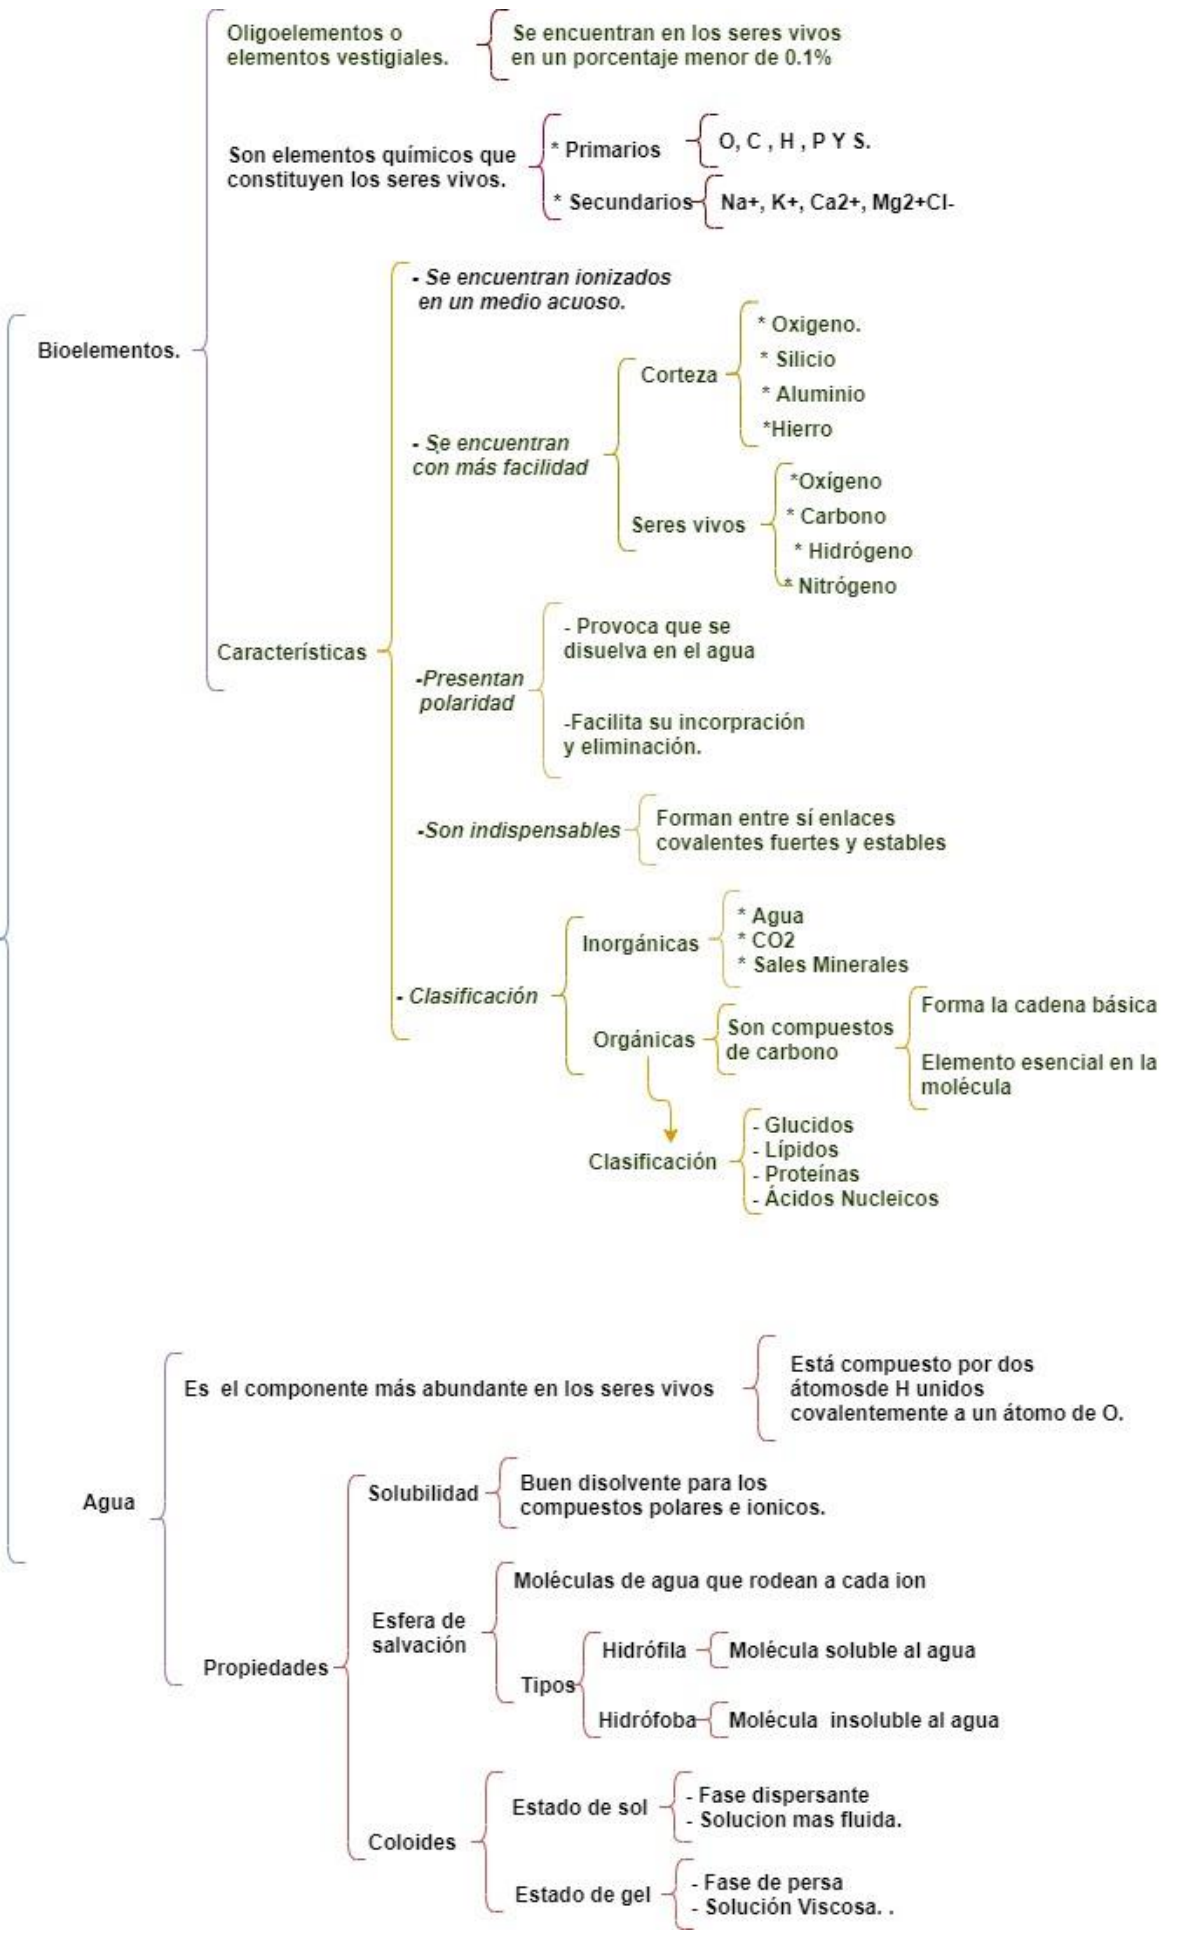 Oligoelementos o
elementos vestigiales.
Se encuentran en los seres vivos
en un porcentaje menor de 0.1%
Son elementos químicos que
constituyen los seres vivos.
* Primarios
O, C , H , P Y S.
* Secundarios
Na+, K+, Ca2+, Mg2+Cl-
Bioelementos.
Características
- Se encuentran ionizados
en un medio acuoso.
- Se encuentran
con más facilidad
Corteza
* Oxigeno.
* Silicio
* Aluminio
*Hierro
Seres vivos
*Oxígeno
* Carbono
* Hidrógeno
* Nitrógeno
-Presentan
polaridad
- Provoca que se
disuelva en el agua
-Facilita su incorpración
y eliminación.
-Son indispensables
Forman entre sí enlaces
covalentes fuertes y estables
- Clasificación
Inorgánicas
* Agua
* CO2
* Sales Minerales
Orgánicas
Son compuestos
de carbono
Forma la cadena básica
Elemento esencial en la
molécula
Clasificación
- Glucidos
- Lípidos
- Proteínas
- Ácidos Nucleicos
Agua
Es el componente más abundante en los seres vivos
Está compuesto por dos
átomosde H unidos
covalentemente a un átomo de O.
Propiedades
Solubilidad
Buen disolvente para los
compuestos polares e ionicos.
Esfera de
salvación
Moléculas de agua que rodean a cada ion
Tipos
Hidrófila
Molécula soluble al agua
Hidrófoba
Molécula insoluble al agua
Coloides
Estado de sol
- Fase dispersante
- Solucion mas fluida.
Estado de gel
- Fase de persa
- Solución Viscosa. .